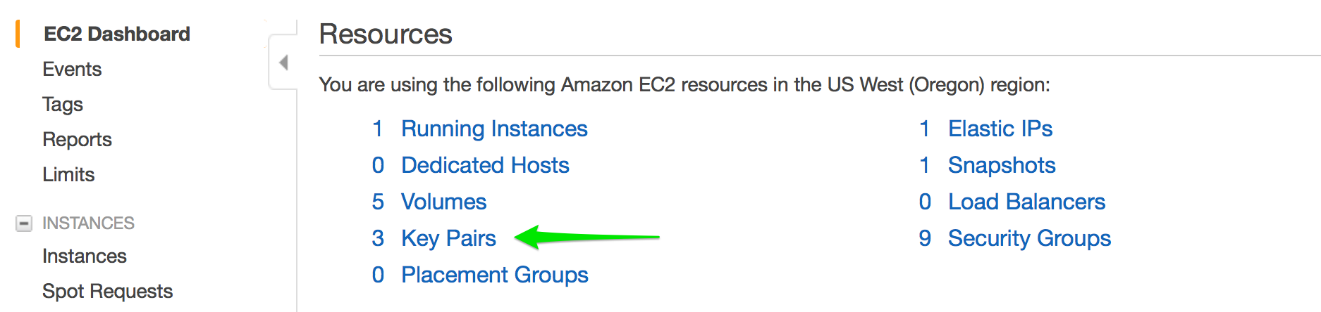 EC2 Dashboard
Events
Tags
Reports
Limits
INSTANCES
Instances
Spot Requests
Resources
You are using the following Amazon EC2 resources in the US West (Oregon) region:
1 Running Instances
0 Dedicated Hosts
5 Volumes
3 Key Pairs
0 Placement Groups
1 Elastic IPs
1 Snapshots
0 Load Balancers
9 Security Groups